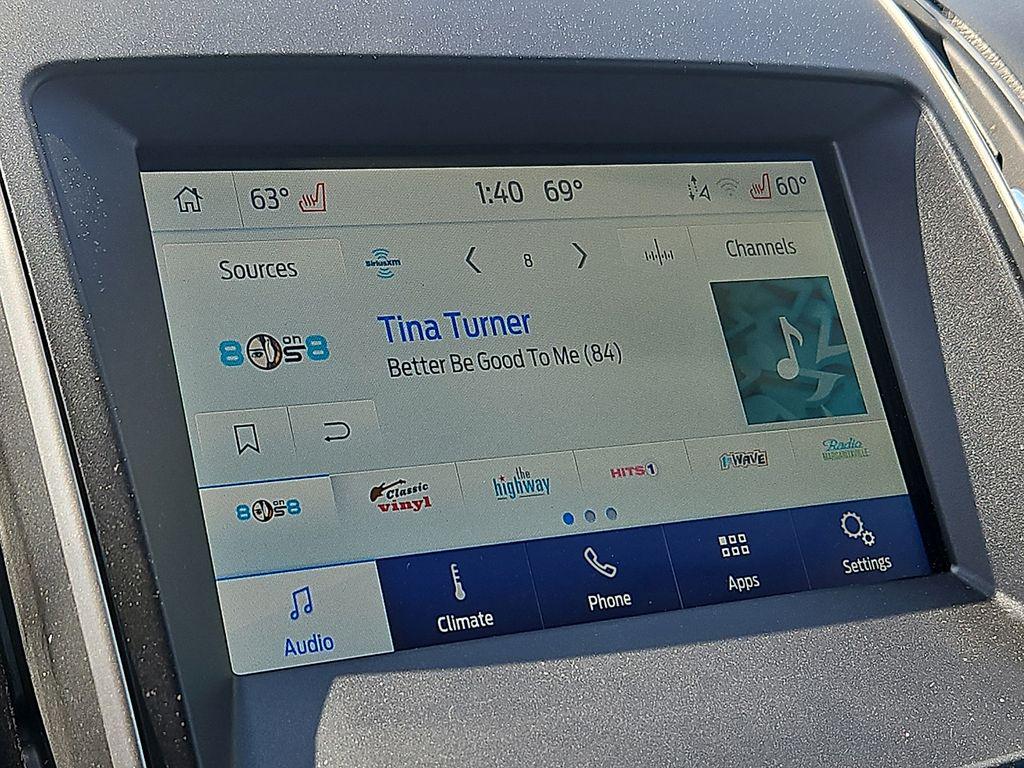 63° 1:40 69° 60°
Sources SiriusXM 8 Channels
80s on 8
Tina Turner
Better Be Good To Me (84)
80s on 8 Classic vinyl the highway HITS 1 1st WAVE Radio MARGARITAVILLE
Audio Climate Phone Apps Settings